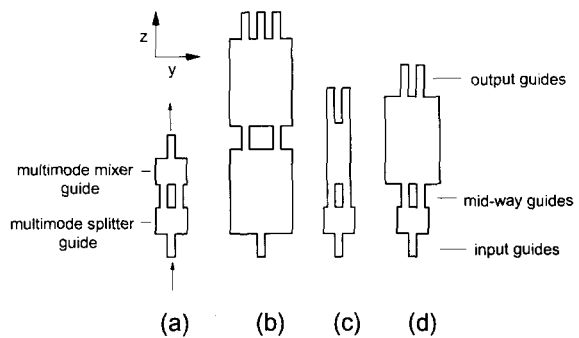 z
y
output guides
multimode mixer
guide
mid-way guides
multimode splitter
guide
input guides
(a)
(b)
(c)
(d)